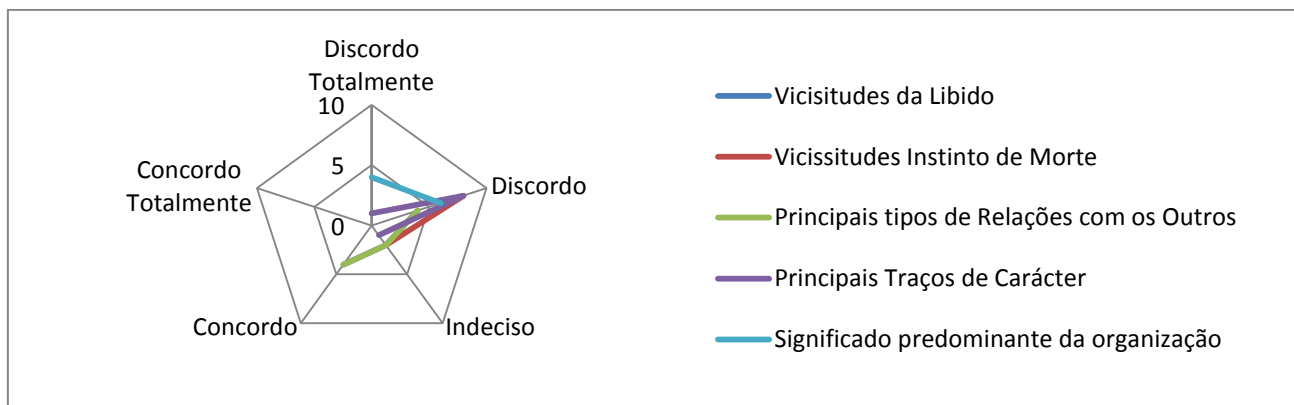 Discordo
Totalmente
10
5
0
Concordo
Totalmente
Discordo
Concordo
Indeciso
Vicisitudes da Libido
Vicissitudes Instinto de Morte
Principais tipos de Relações com os Outros
Principais Traços de Carácter
Significado predominante da organização